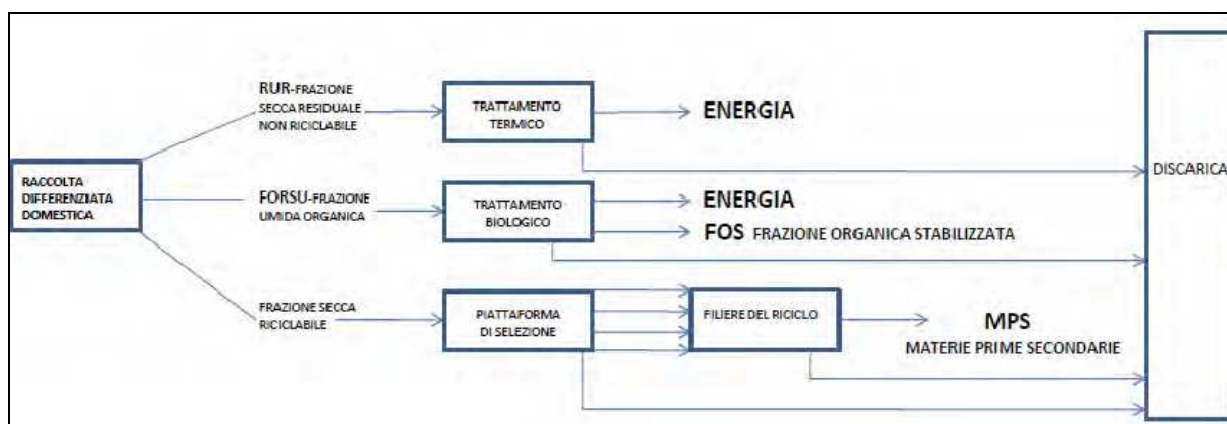 RUR-FRAZIONE
SECCA RESIDUALE
NON RICICLABILE
TRATTAMENTO
TERMICO
ENERGIA
RACCOLTA
DIFFERENZIATA
DOMESTICA
FORSU-FRAZIONE
UMIDA ORGANICA
TRATTAMENTO
BIOLOGICO
ENERGIA
FOS FRAZIONE ORGANICA STABILIZZATA
DISCARICA
FRAZIONE SECCA
RICICLABILE
PIATTAFORMA
DI SELEZIONE
FILIERE DEL RICICLO
MPS
MATERIE PRIME SECONDARIE